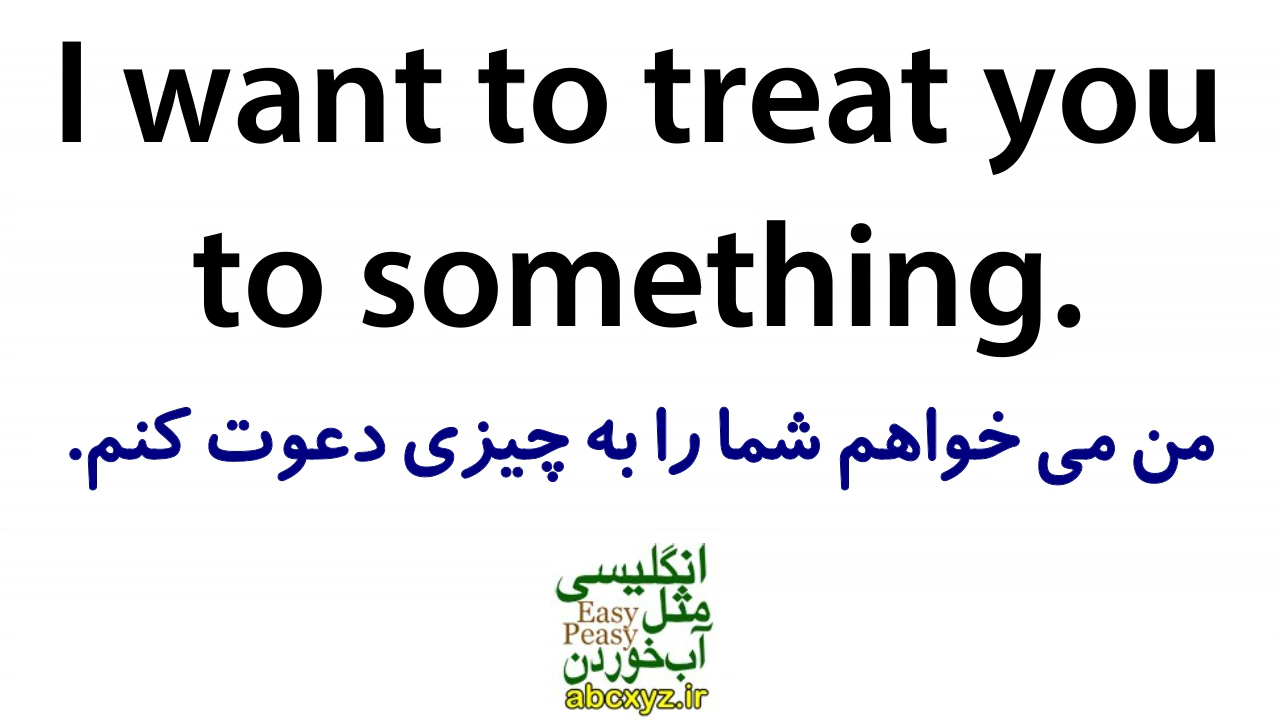 I want to treat you
to something.
من می خواهم شما را به چیزی دعوت کنم.
انگلیسی
مثل
Easy
Peasy
آب‌خوردن
abcxyz.ir